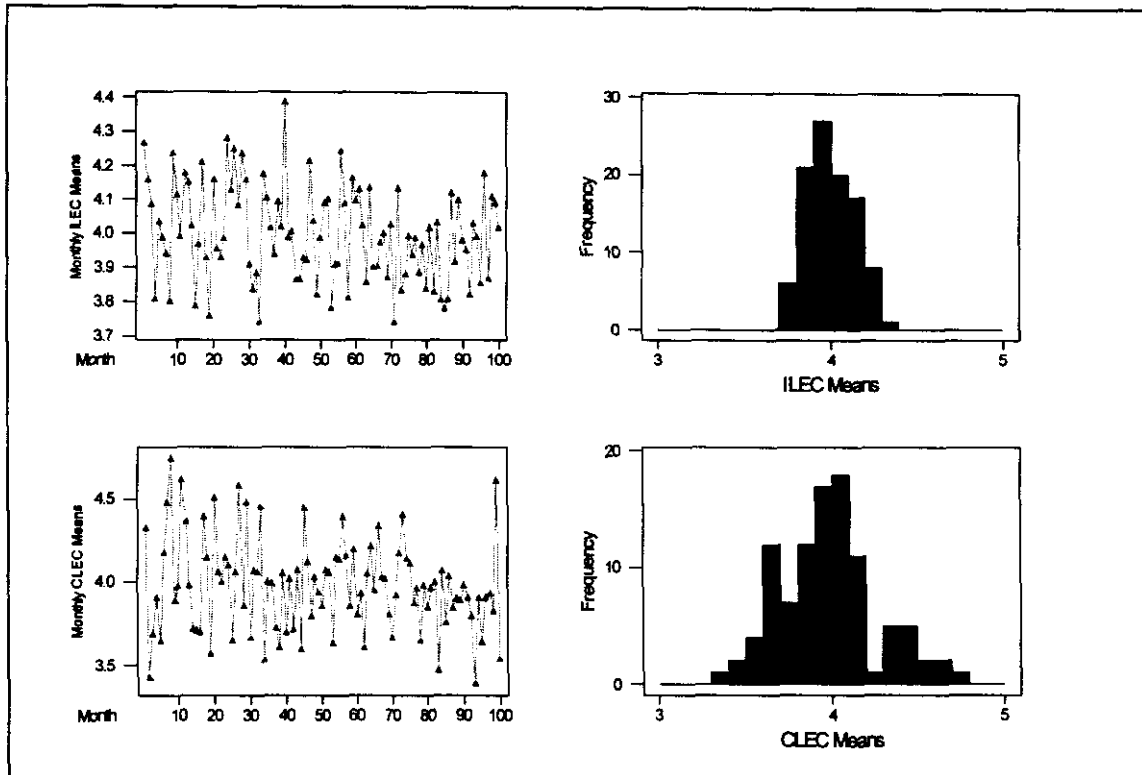 Monthly ILEC Means
4.4
4.3
4.2
4.1
4.0
3.9
3.8
3.7
Month 10 20 30 40 50 60 70 80 90 100
Frequency
30
20
10
0
3 4 5
ILEC Means
Monthly CLEC Means
4.5
4.0
3.5
Month 10 20 30 40 50 60 70 80 90 100
Frequency
20
10
0
3 4 5
CLEC Means